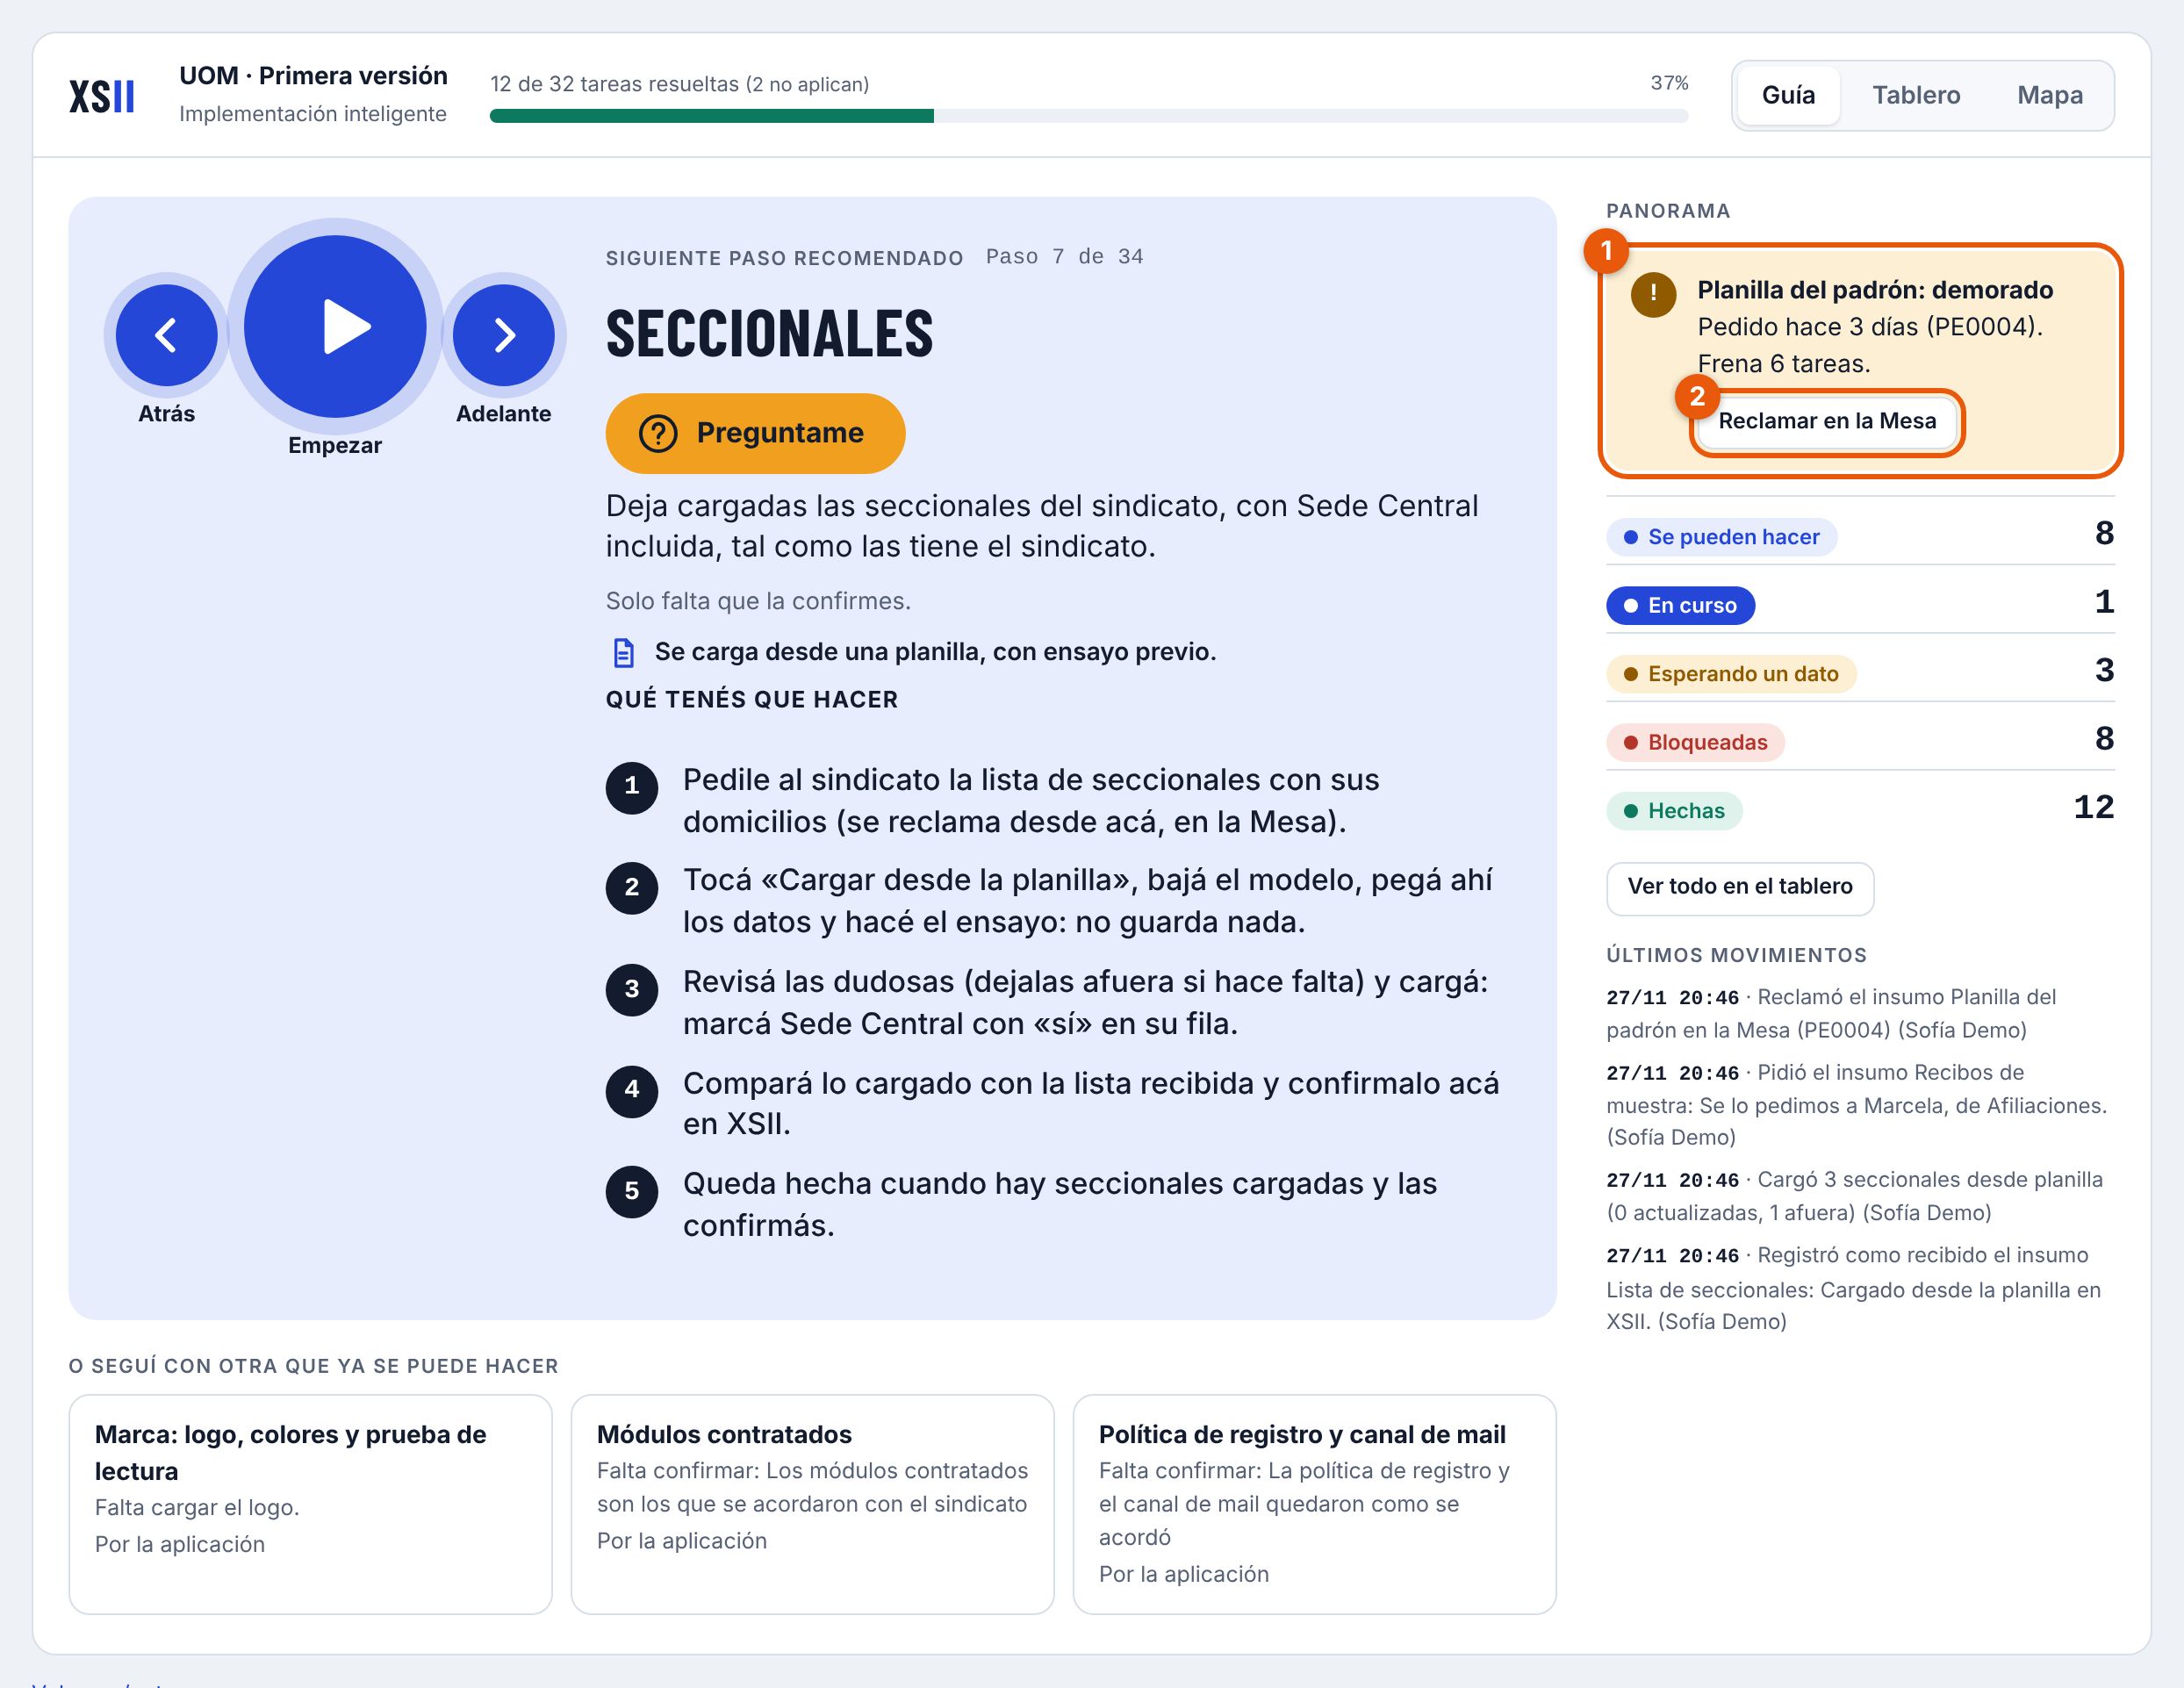 XSII
UOM · Primera versión
Implementación inteligente
12 de 32 tareas resueltas (2 no aplican)
37%
Guía
Tablero
Mapa
Atrás
Empezar
Adelante
SIGUIENTE PASO RECOMENDADO Paso 7 de 34
SECCIONALES
Preguntame
Deja cargadas las seccionales del sindicato, con Sede Central
incluida, tal como las tiene el sindicato.
Solo falta que la confirmes.
Se carga desde una planilla, con ensayo previo.
QUÉ TENÉS QUE HACER
1 Pedile al sindicato la lista de seccionales con sus
domicilios (se reclama desde acá, en la Mesa).
2 Tocá «Cargar desde la planilla», bajá el modelo, pegá ahí
los datos y hacé el ensayo: no guarda nada.
3 Revisá las dudosas (dejalas afuera si hace falta) y cargá:
marcá Sede Central con «sí» en su fila.
4 Compará lo cargado con la lista recibida y confirmalo acá
en XSII.
5 Queda hecha cuando hay seccionales cargadas y las
confirmás.
O SEGUÍ CON OTRA QUE YA SE PUEDE HACER
Marca: logo, colores y prueba de
lectura
Falta cargar el logo.
Por la aplicación
Módulos contratados
Falta confirmar: Los módulos contratados
son los que se acordaron con el sindicato
Por la aplicación
Política de registro y canal de mail
Falta confirmar: La política de registro y
el canal de mail quedaron como se
acordó
Por la aplicación
PANORAMA
1
! Planilla del padrón: demorado
Pedido hace 3 días (PE0004).
Frena 6 tareas.
2
Reclamar en la Mesa
Se pueden hacer 8
En curso 1
Esperando un dato 3
Bloqueadas 8
Hechas 12
Ver todo en el tablero
ÚLTIMOS MOVIMIENTOS
27/11 20:46 · Reclamó el insumo Planilla del
padrón en la Mesa (PE0004) (Sofía Demo)
27/11 20:46 · Pidió el insumo Recibos de
muestra: Se lo pedimos a Marcela, de Afiliaciones.
(Sofía Demo)
27/11 20:46 · Cargó 3 seccionales desde planilla
(0 actualizadas, 1 afuera) (Sofía Demo)
27/11 20:46 · Registró como recibido el insumo
Lista de seccionales: Cargado desde la planilla en
XSII. (Sofía Demo)